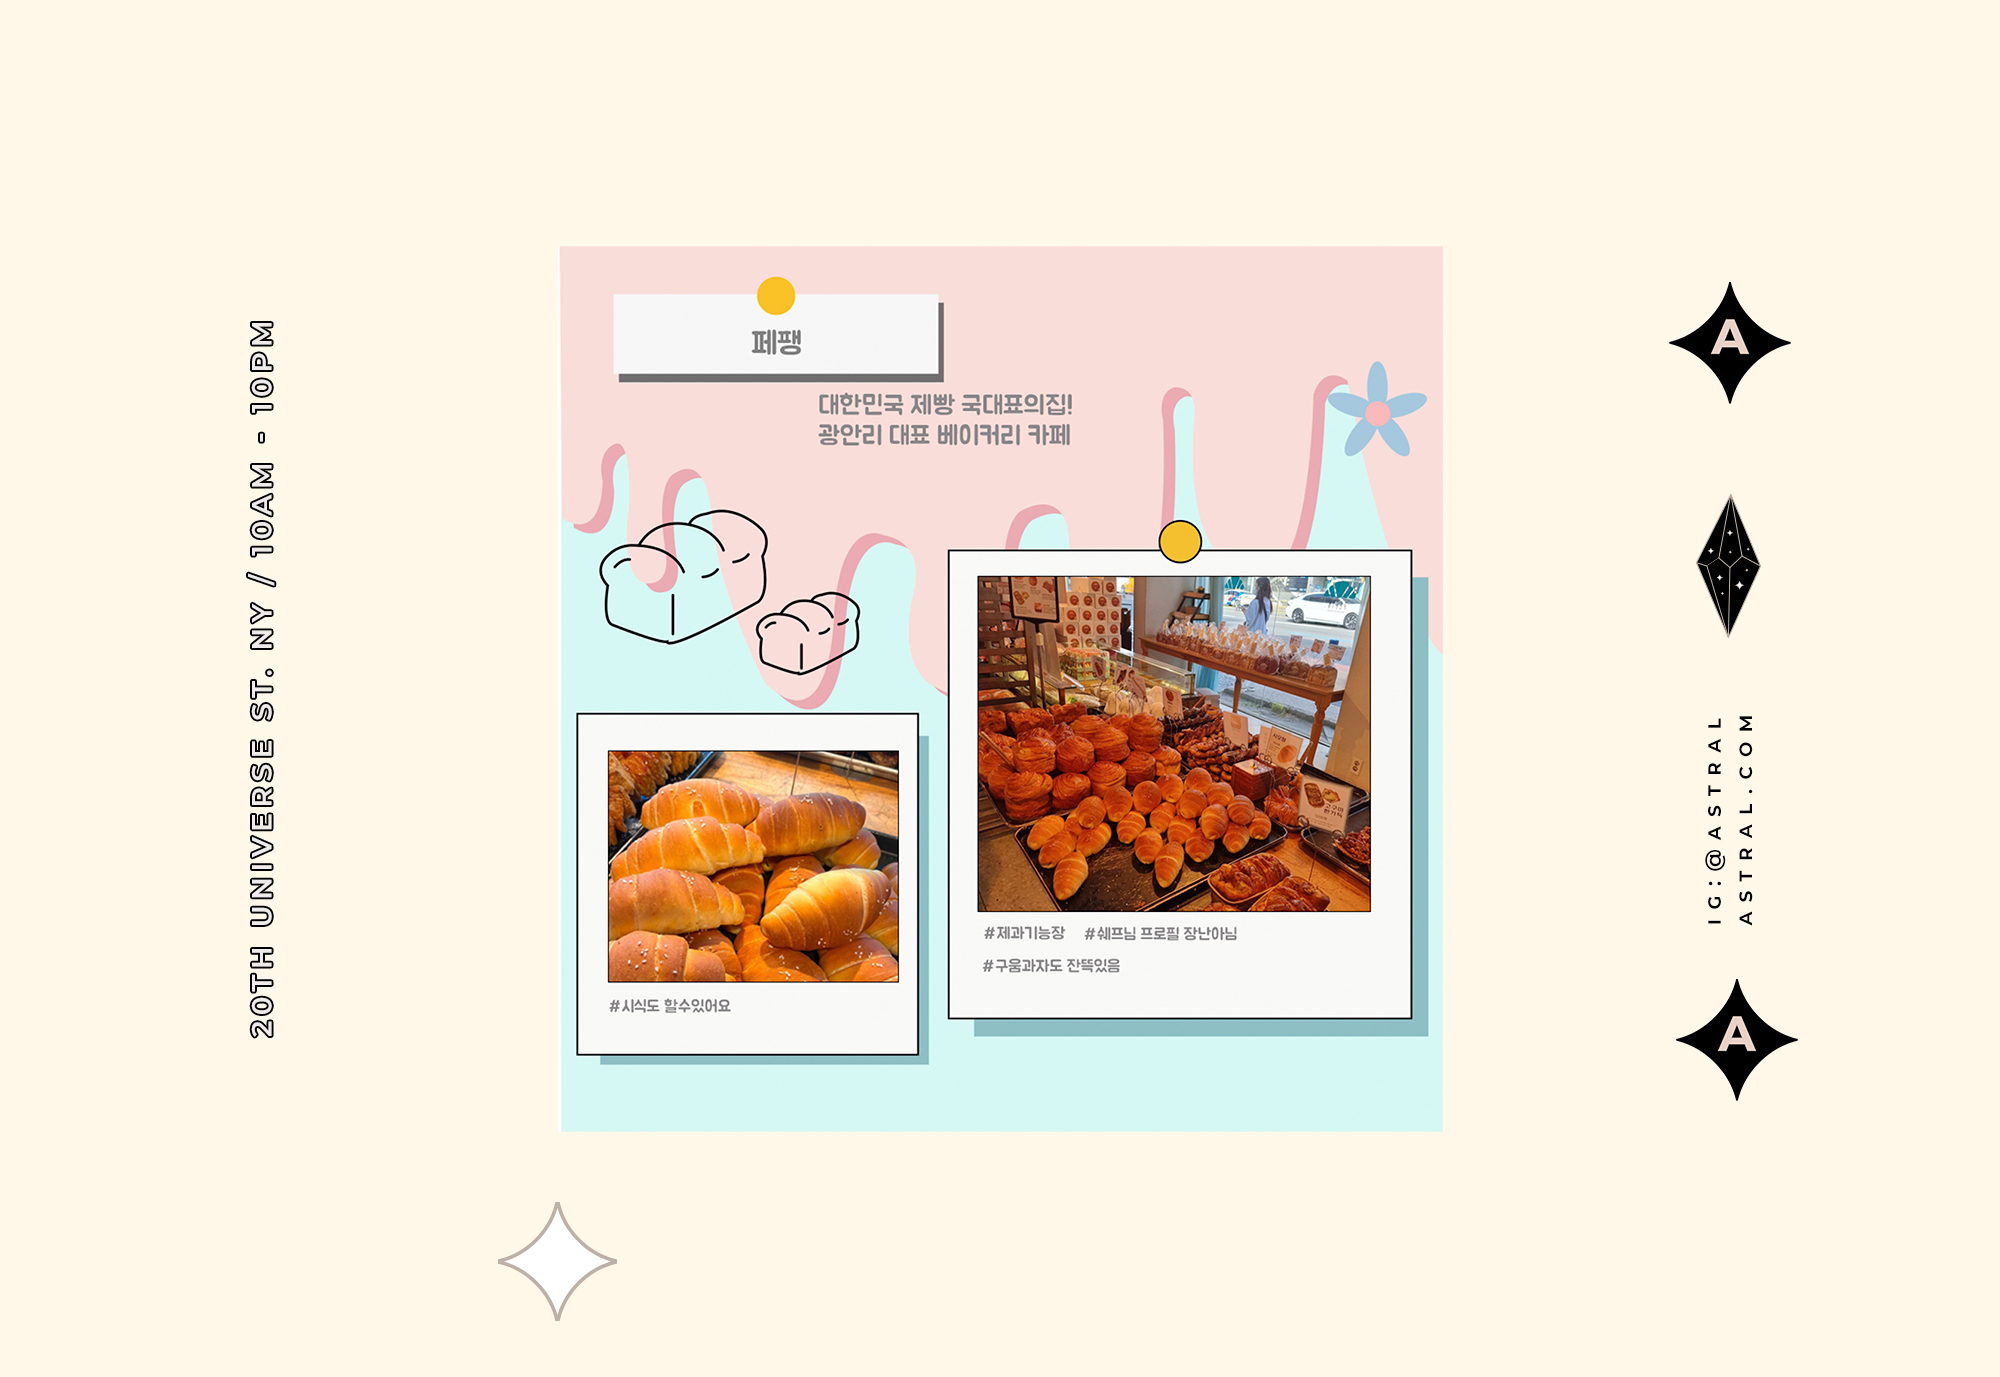 20TH UNIVERSE ST. NY / 10AM - 10PM
페팽
대한민국 제빵 국대표의집!
광안리 대표 베이커리 카페
#시식도 할수있어요
#제과기능장 #쉐프님 프로필 장난아님
#구움과자도 잔뜩있음
A
IG:@ASTRAL
ASTRAL.COM
A